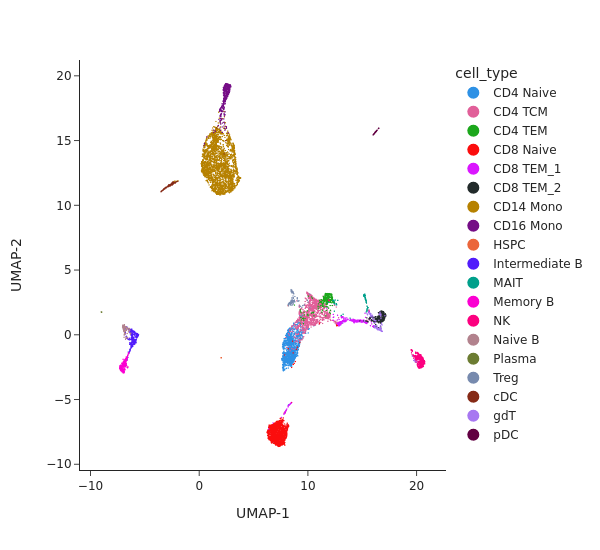 cell_type
CD4 Naive
CD4 TCM
CD4 TEM
CD8 Naive
CD8 TEM_1
CD8 TEM_2
CD14 Mono
CD16 Mono
HSPC
Intermediate B
MAIT
Memory B
NK
Naive B
Plasma
Treg
cDC
gdT
pDC
UMAP-2
20
15
10
5
0
−5
−10
−10 0 10 20
UMAP-1